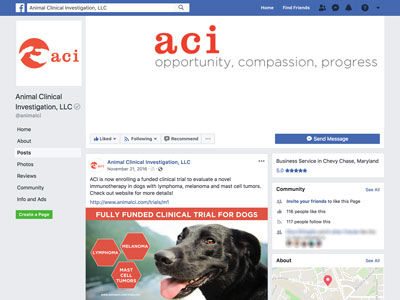 Animal Clinical Investigation, LLC
Home
Find Friends
aci
aci
opportunity, compassion, progress
Animal Clinical
Investigation, LLC
@animalci
Home
About
Posts
Photos
Reviews
Community
Info and Ads
Create a Page
Liked
Following
Recommend
Send Message
aci
Animal Clinical Investigation, LLC
November 21, 2016
ACI is now enrolling a funded clinical trial to evaluate a novel
immunotherapy in dogs with lymphoma, melanoma and mast cell tumors.
Check out website for more details!
http://www.animalci.com/trials/nrl
FULLY FUNDED CLINICAL TRIAL FOR DOGS
LYMPHOMA
MELANOMA
MAST
CELL
TUMORS
Business Service in Chevy Chase, Maryland
5.0
Community
See All
Invite your friends to like this Page
116 people like this
117 people follow this
About
See All